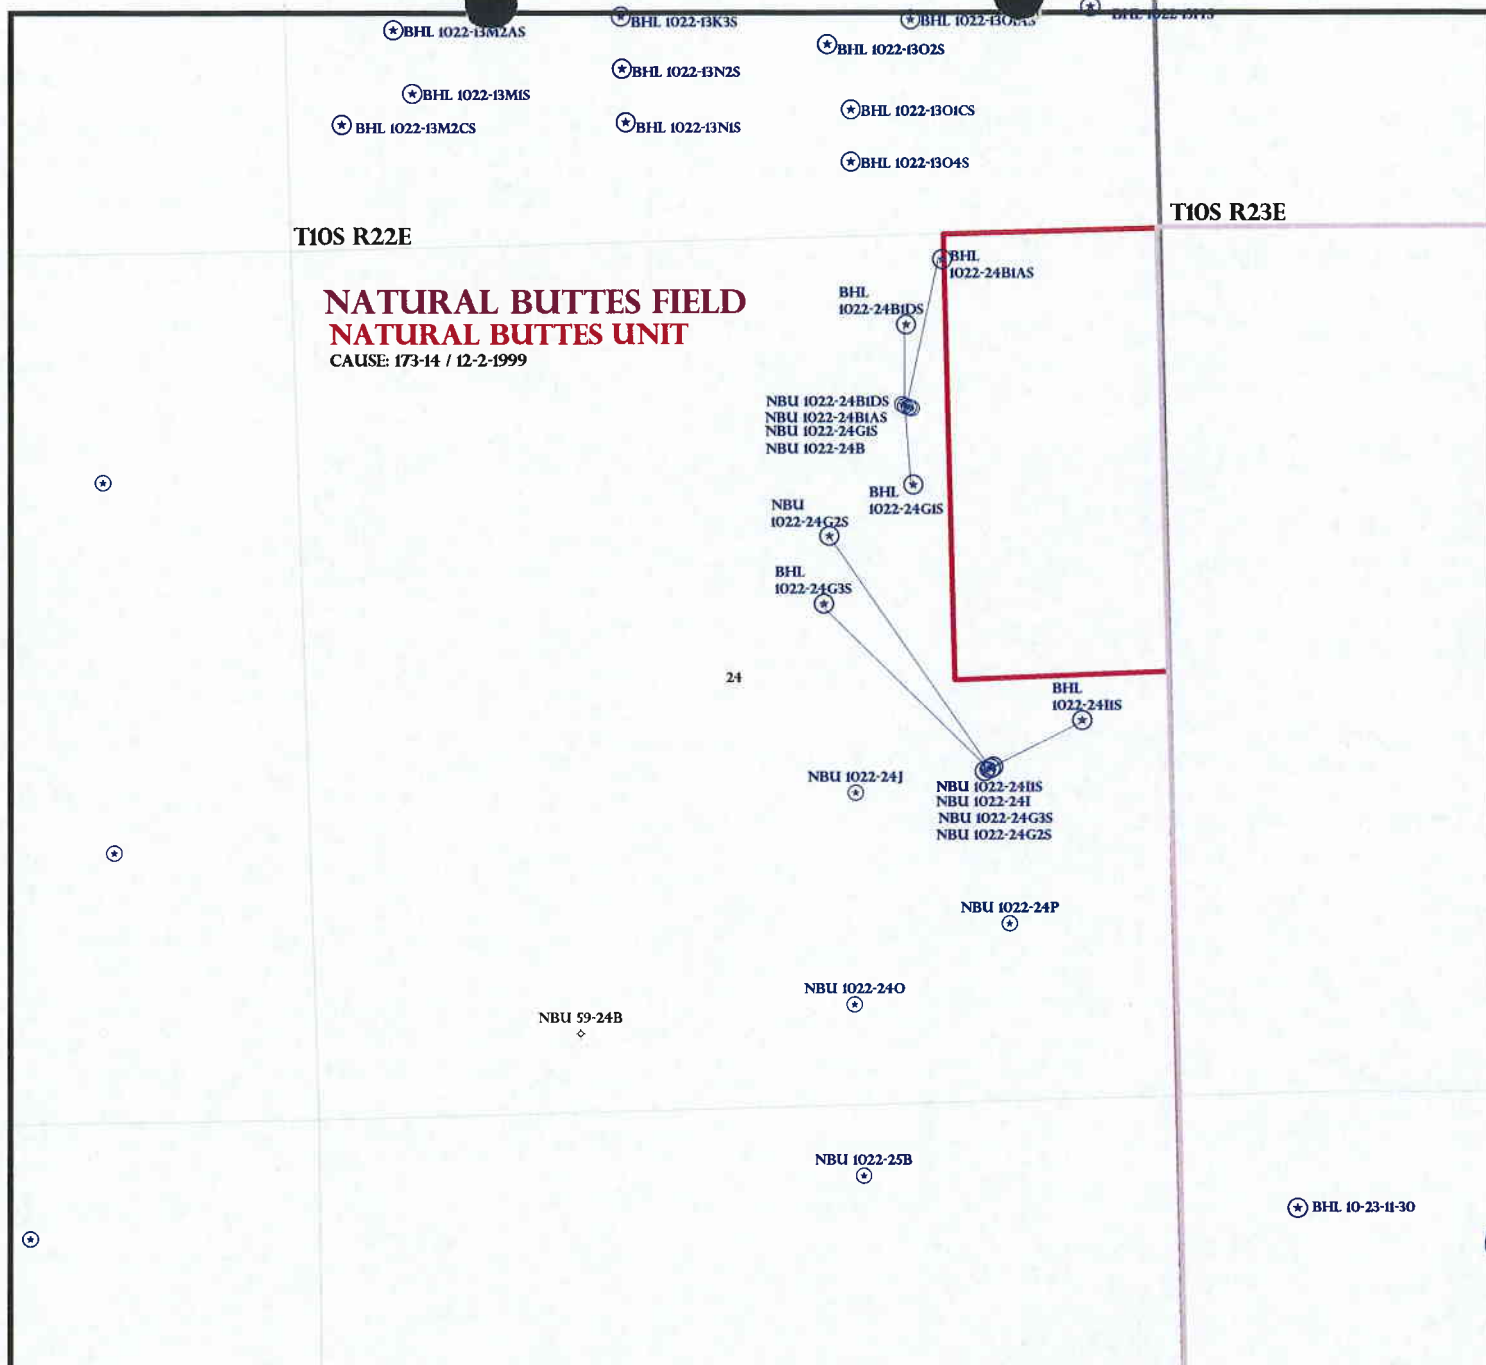 BHL 1022-13M2AS
BHL 1022-13K3S
BHL 1022-13O1AS
BHL 1022-13O2S
BHL 1022-13N2S
BHL 1022-13M1S
BHL 1022-13O1CS
BHL 1022-13M2CS
BHL 1022-13N1S
BHL 1022-13O4S
T10S R23E
T10S R22E
BHL
1022-24B1AS
NATURAL BUTTES FIELD
NATURAL BUTTES UNIT
CAUSE: 173-14 / 12-2-1999
BHL
1022-24B1DS
NBU 1022-24B1DS
NBU 1022-24B1AS
NBU 1022-24G1S
NBU 1022-24B
BHL
1022-24G1S
NBU
1022-24G2S
BHL
1022-24G3S
24
BHL
1022-24I1S
NBU 1022-24J
NBU 1022-24I1S
NBU 1022-24I
NBU 1022-24G3S
NBU 1022-24G2S
NBU 1022-24P
NBU 1022-24O
NBU 59-24B
NBU 1022-25B
BHL 10-23-11-30